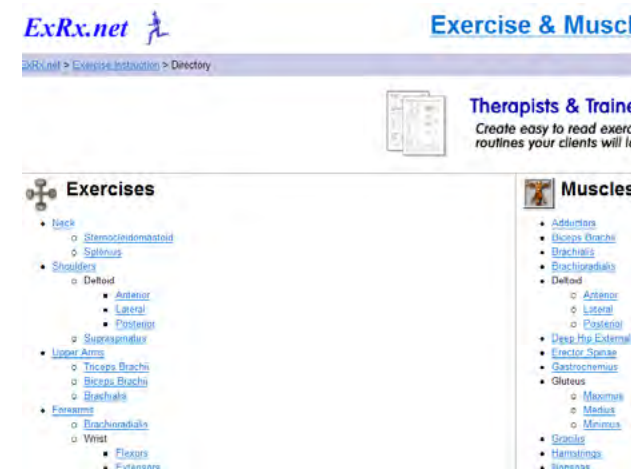 ExRx.net
Exercise & Muscl
ExRx.net > Exercise Instruction > Directory
Therapists & Traine
Create easy to read exerc
routines your clients will l
Exercises
Neck
Sternocleidomastoid
Splenius
Shoulders
Deltoid
Anterior
Lateral
Posterior
Supraspinatus
Upper Arms
Triceps Brachii
Biceps Brachii
Brachialis
Forearms
Brachioradialis
Wrist
Flexors
Extensors
Muscles
Adductors
Biceps Brachii
Brachialis
Brachioradialis
Deltoid
Anterior
Lateral
Posterior
Deep Hip External
Erector Spinae
Gastrocnemius
Gluteus
Maximus
Medius
Minimus
Gracilis
Hamstrings
Iliopsoas